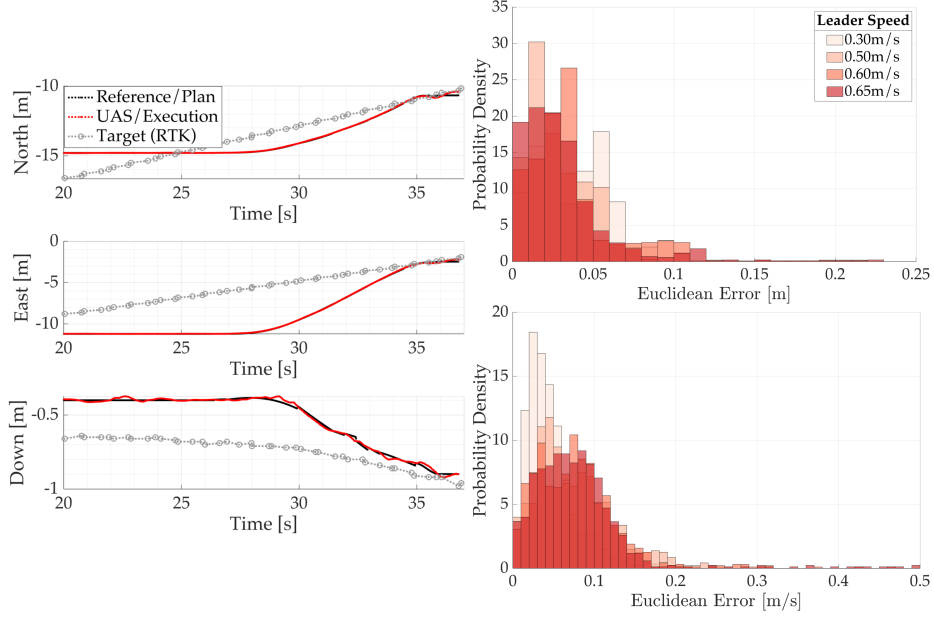 -10
-15
North [m]
Reference/Plan
UAS/Execution
Target (RTK)
20
25
30
35
Time [s]
0
-5
-10
East [m]
20
25
30
35
Time [s]
-0.5
-1
Down [m]
20
25
30
35
Time [s]
35
30
25
20
15
10
5
0
Probability Density
Leader Speed
0.30m/s
0.50m/s
0.60m/s
0.65m/s
0
0.05
0.1
0.15
0.2
0.25
Euclidean Error [m]
20
15
10
5
0
Probability Density
0
0.1
0.2
0.3
0.4
0.5
Euclidean Error [m/s]